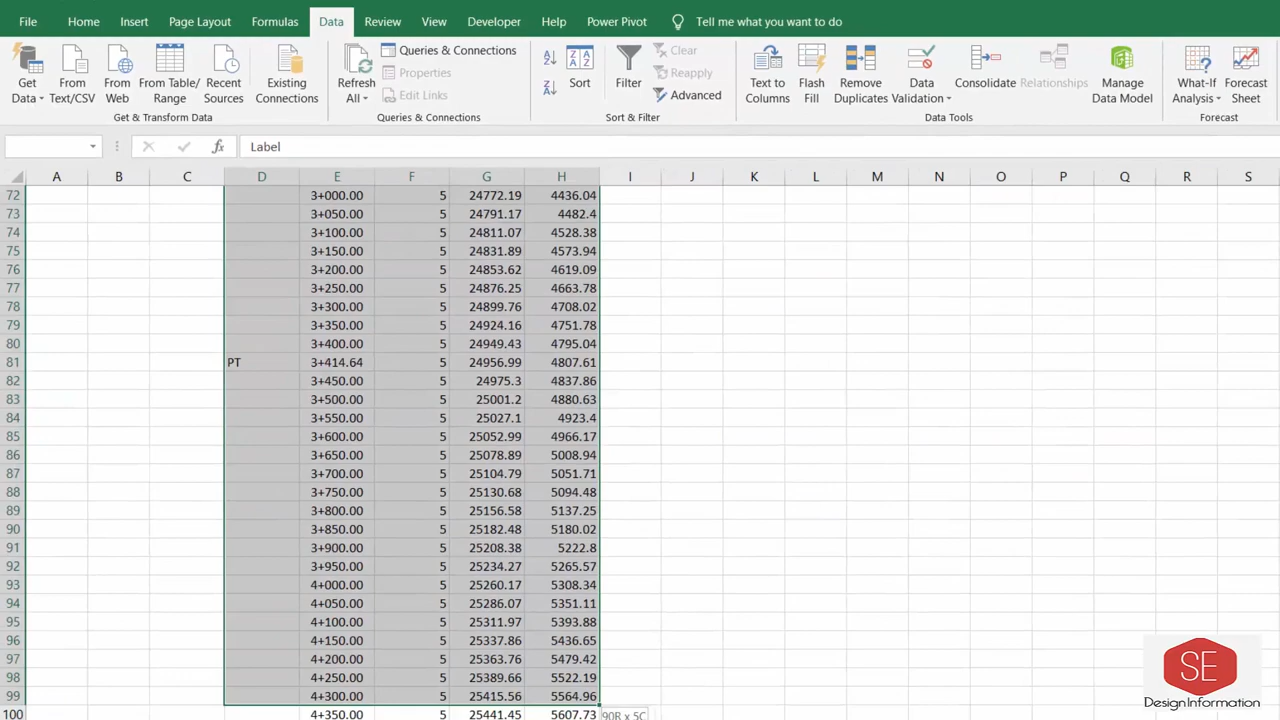 File Home Insert Page Layout Formulas Data Review View Developer Help Power Pivot Tell me what you want to do
Get Data From Text/CSV From Web From Table/ Range Recent Sources Existing Connections
Refresh All Queries & Connections Properties Edit Links
Sort Filter Clear Reapply Advanced
Text to Columns Flash Fill Remove Duplicates Data Validation Consolidate Relationships Manage Data Model
What-If Analysis Forecast Sheet
Get & Transform Data Queries & Connections Sort & Filter Data Tools Forecast
fx Label
A B C D E F G H I J K L M N O P Q R S
72 3+000.00 5 24772.19 4436.04
73 3+050.00 5 24791.17 4482.4
74 3+100.00 5 24811.07 4528.38
75 3+150.00 5 24831.89 4573.94
76 3+200.00 5 24853.62 4619.09
77 3+250.00 5 24876.25 4663.78
78 3+300.00 5 24899.76 4708.02
79 3+350.00 5 24924.16 4751.78
80 3+400.00 5 24949.43 4795.04
81 PT 3+414.64 5 24956.99 4807.61
82 3+450.00 5 24975.3 4837.86
83 3+500.00 5 25001.2 4880.63
84 3+550.00 5 25027.1 4923.4
85 3+600.00 5 25052.99 4966.17
86 3+650.00 5 25078.89 5008.94
87 3+700.00 5 25104.79 5051.71
88 3+750.00 5 25130.68 5094.48
89 3+800.00 5 25156.58 5137.25
90 3+850.00 5 25182.48 5180.02
91 3+900.00 5 25208.38 5222.8
92 3+950.00 5 25234.27 5265.57
93 4+000.00 5 25260.17 5308.34
94 4+050.00 5 25286.07 5351.11
95 4+100.00 5 25311.97 5393.88
96 4+150.00 5 25337.86 5436.65
97 4+200.00 5 25363.76 5479.42
98 4+250.00 5 25389.66 5522.19
99 4+300.00 5 25415.56 5564.96
100 4+350.00 5 25441.45 5607.73 90R x 5C
SE
Design Information